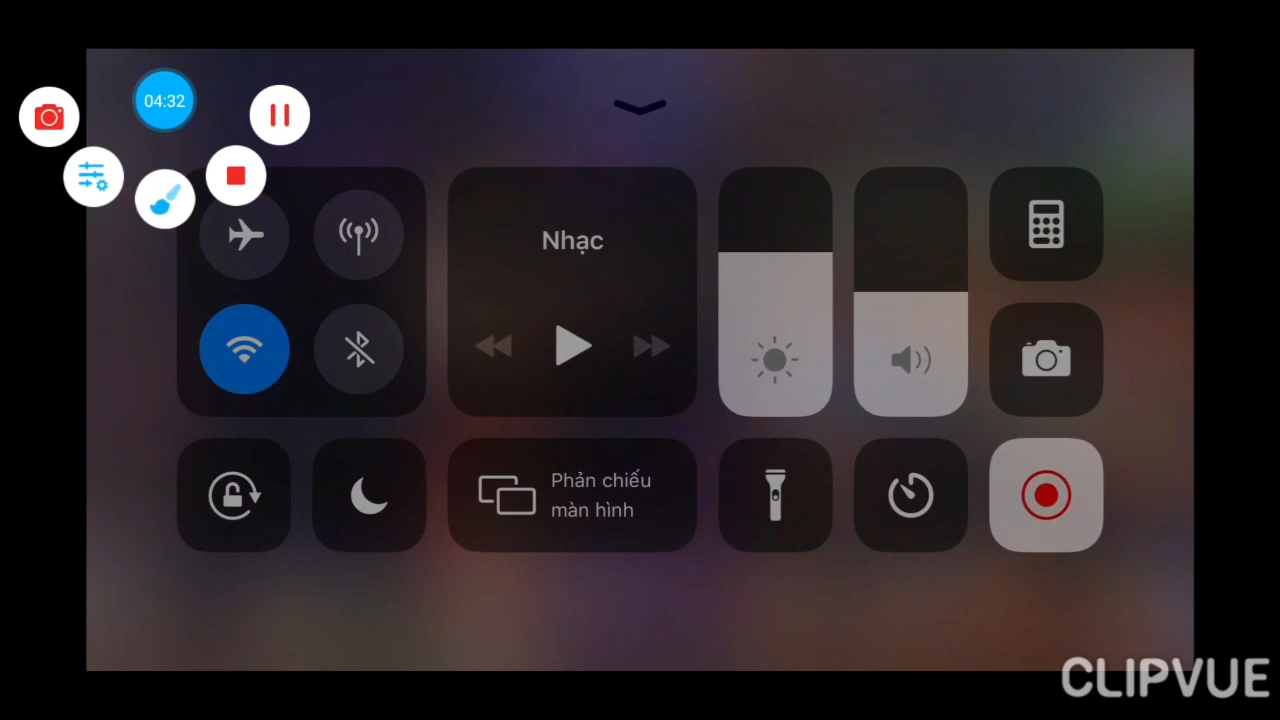 04:32
Nhạc
Phản chiếu
màn hình
CLIPVUE